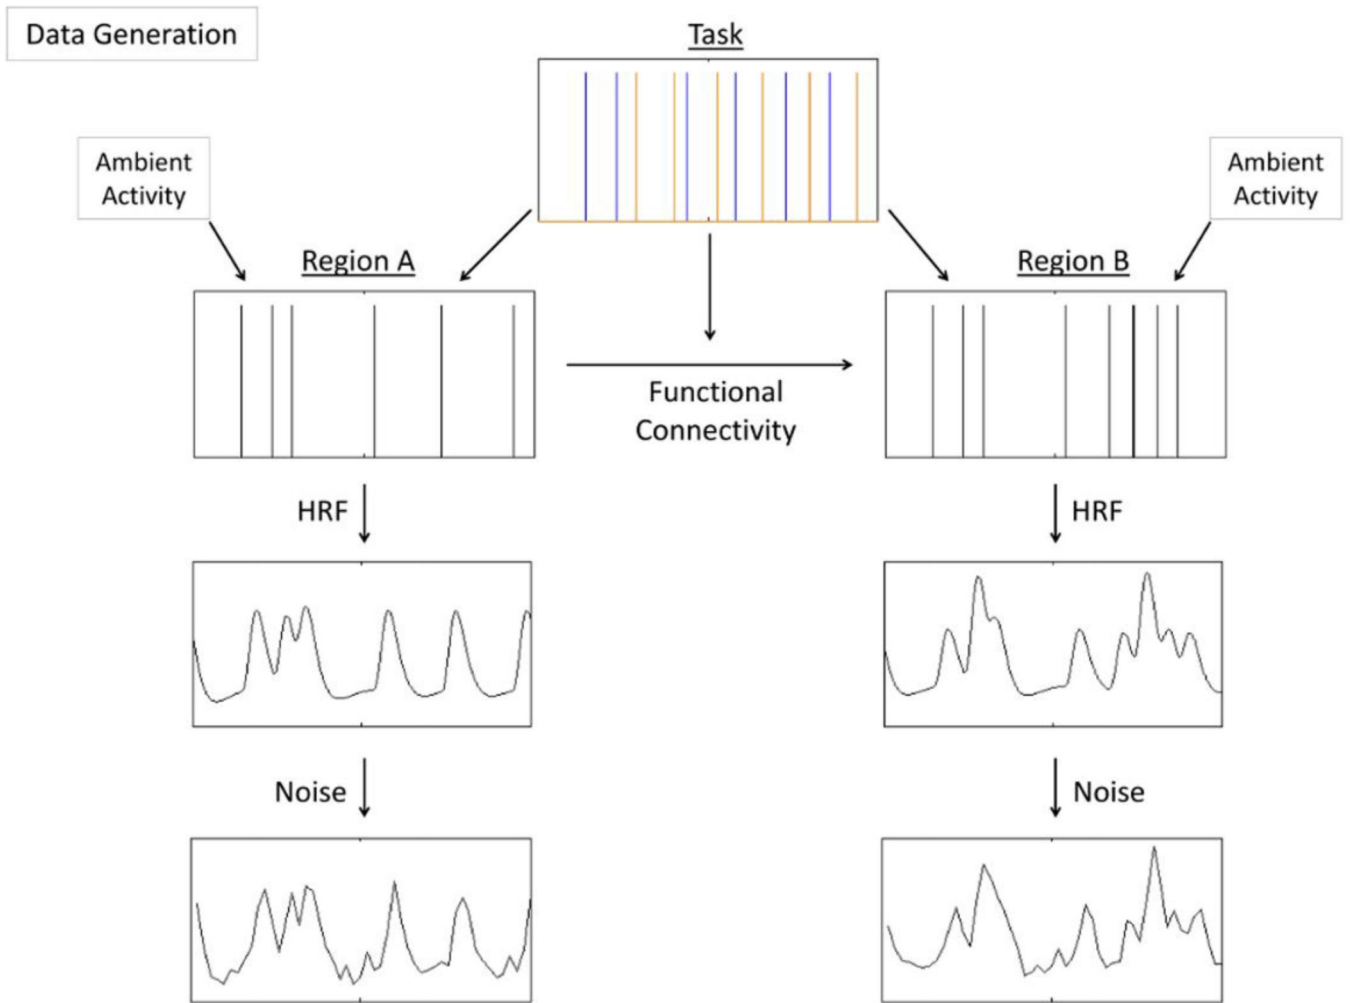 Data Generation
Task
Ambient
Activity
Ambient
Activity
Region A
Region B
Functional
Connectivity
HRF
HRF
Noise
Noise